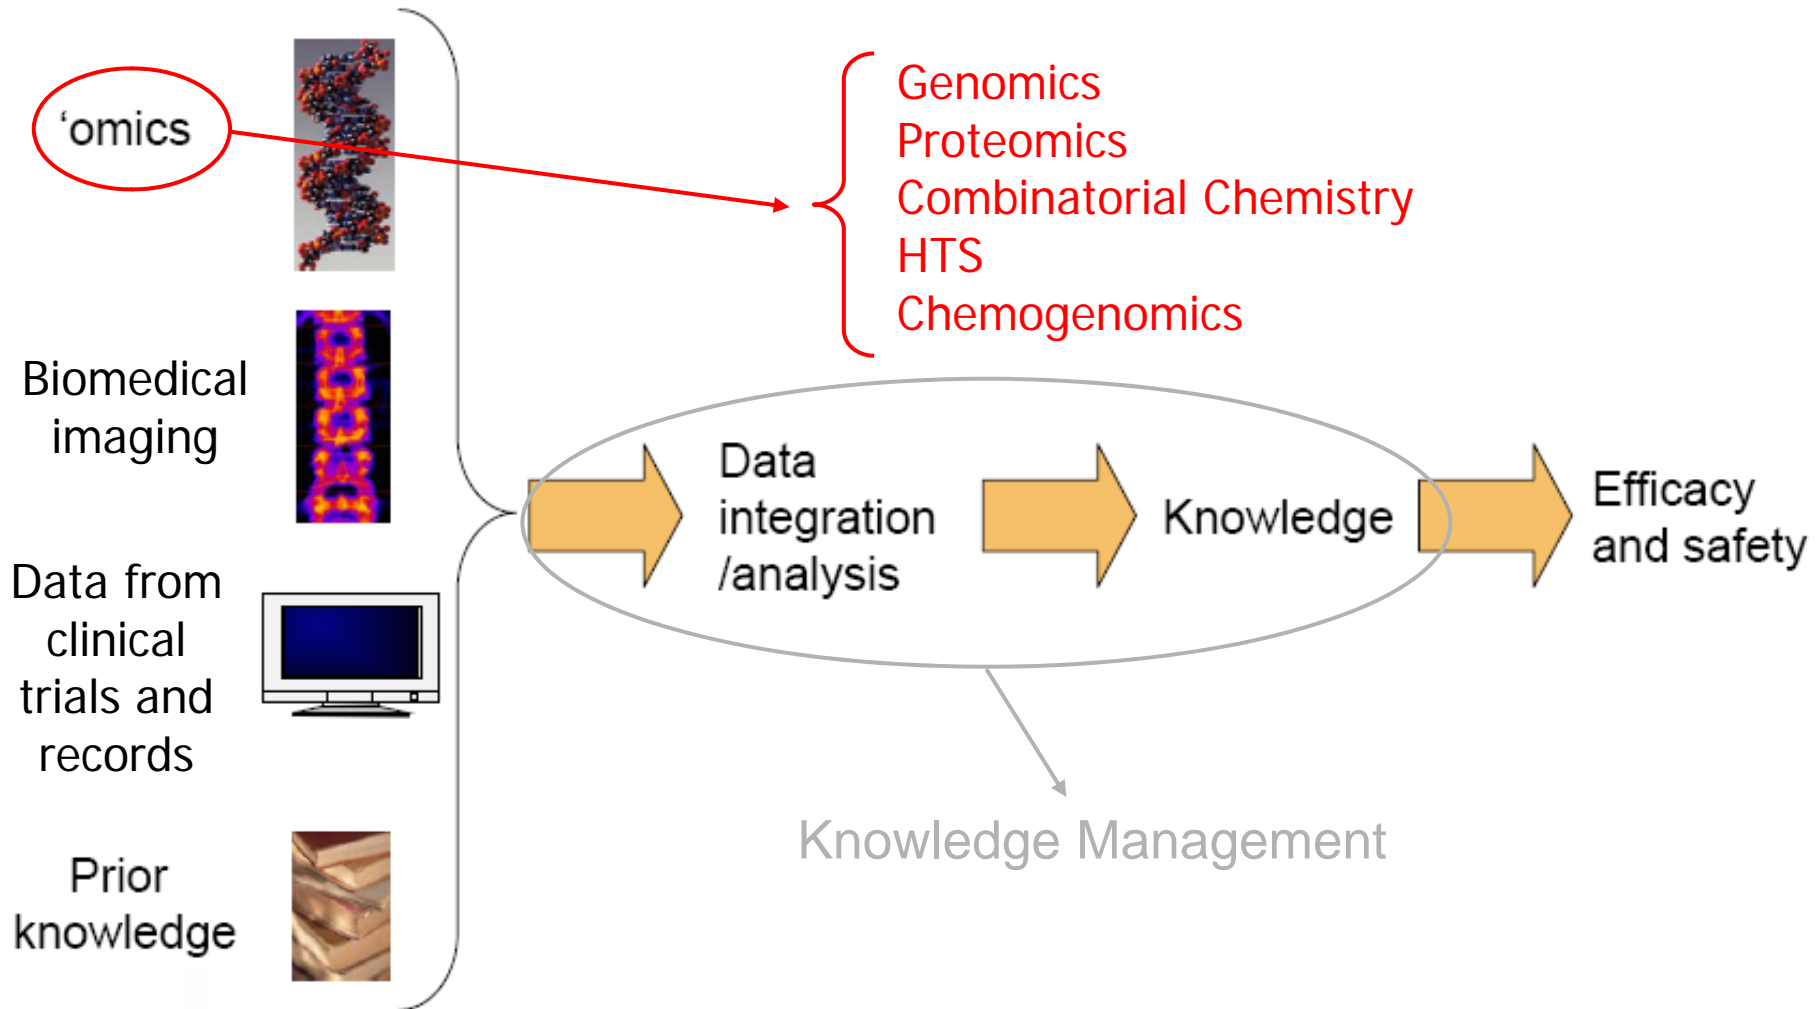 ‘omics
Biomedical
imaging
Data from
clinical
trials and
records
Prior
knowledge
Genomics
Proteomics
Combinatorial Chemistry
HTS
Chemogenomics
Data
integration
/analysis
Knowledge
Efficacy
and safety
Knowledge Management